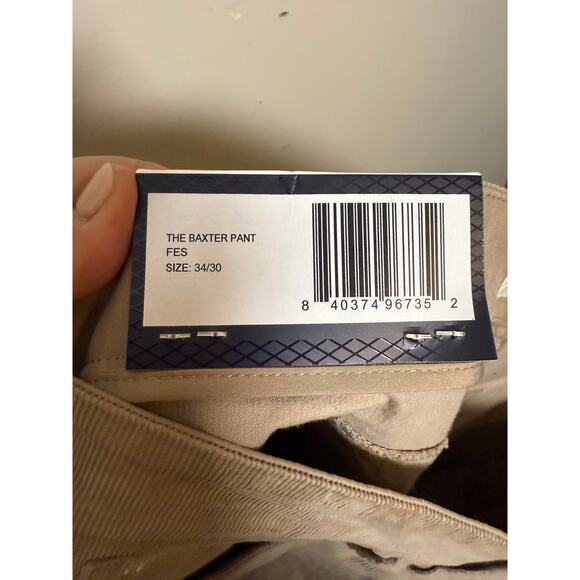 THE BAXTER PANT
FES
SIZE: 34/30
8 40374 96735 2